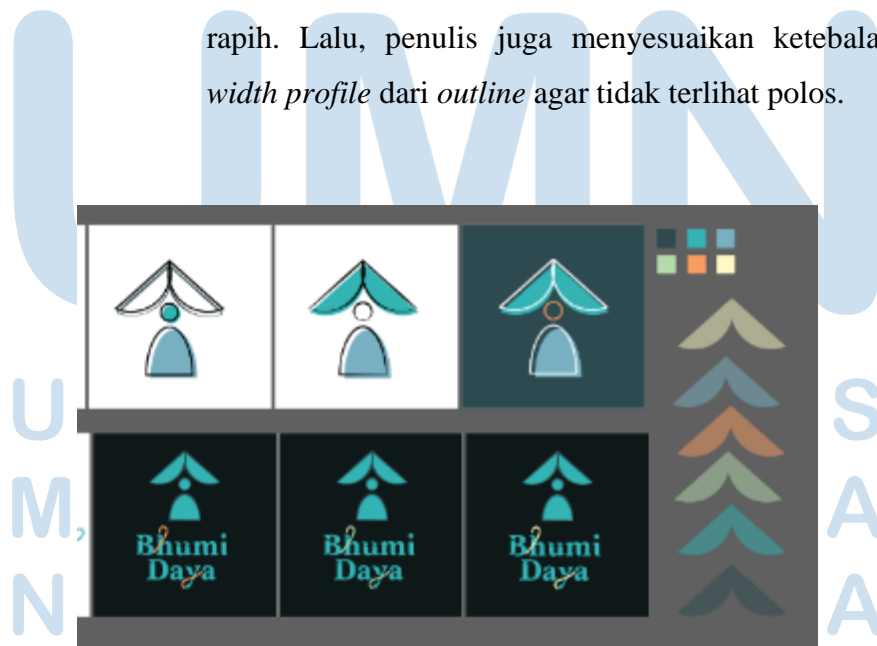 rapih. Lalu, penulis juga menyesuaikan ketebala
width profile dari outline agar tidak terlihat polos.
UMN
U
S
M
A
N
A
Bhumi
Daya
Bhumi
Daya
Bhumi
Daya